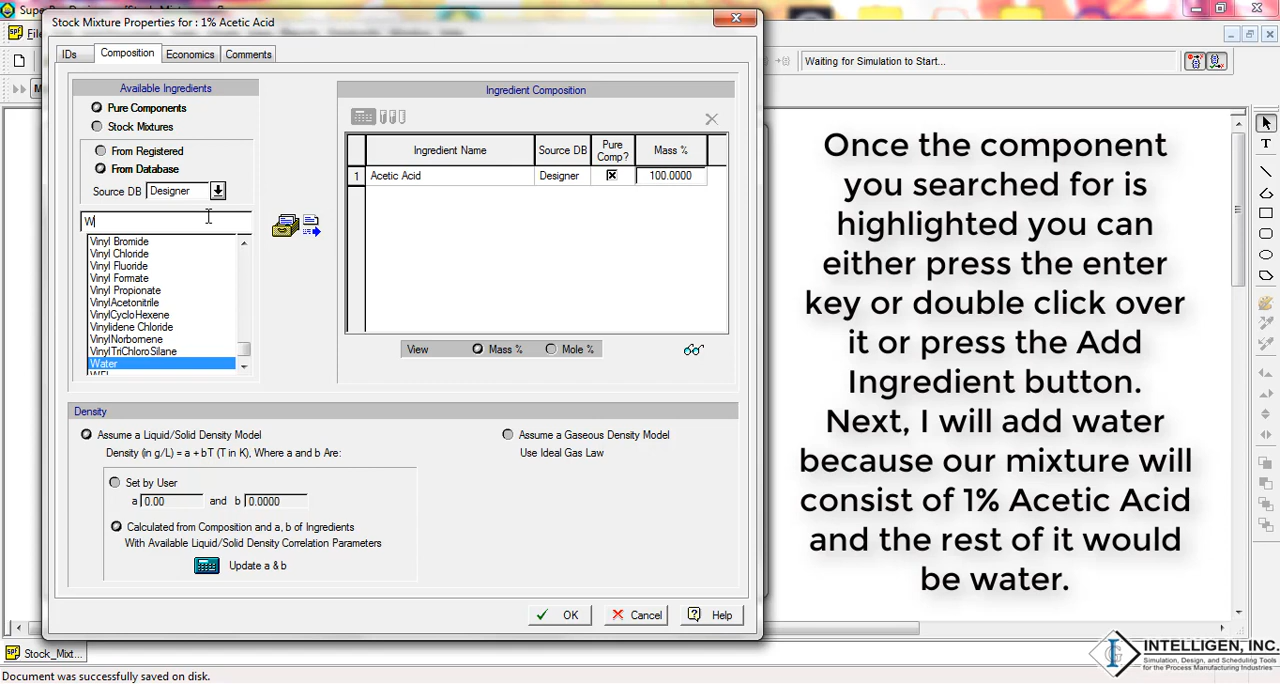 Stock Mixture Properties for : 1% Acetic Acid
IDs
Composition
Economics
Comments
Available Ingredients
Pure Components
Stock Mixtures
From Registered
From Database
Source DB
Designer
W
Vinyl Bromide
Vinyl Chloride
Vinyl Fluoride
Vinyl Formate
Vinyl Propionate
VinylAcetonitrile
VinylCycloHexene
Vinylidene Chloride
VinylNorbornene
VinylTriChloroSilane
Water
Ingredient Composition
Ingredient Name
Source DB
Pure Comp?
Mass %
1 Acetic Acid Designer 100.0000
View
Mass %
Mole %
Density
Assume a Liquid/Solid Density Model
Density (in g/L) = a + bT (T in K), Where a and b Are:
Set by User
a 0.00 and b 0.0000
Calculated from Composition and a, b of Ingredients
With Available Liquid/Solid Density Correlation Parameters
Update a & b
Assume a Gaseous Density Model
Use Ideal Gas Law
OK
Cancel
Help
Waiting for Simulation to Start...
Once the component
you searched for is
highlighted you can
either press the enter
key or double click over
it or press the Add
Ingredient button.
Next, I will add water
because our mixture will
consist of 1% Acetic Acid
and the rest of it would
be water.
Stock_Mixt...
Document was successfully saved on disk.
INTELLIGEN, INC.
Simulation, Design, and Scheduling Tools
for the Process Manufacturing Industries